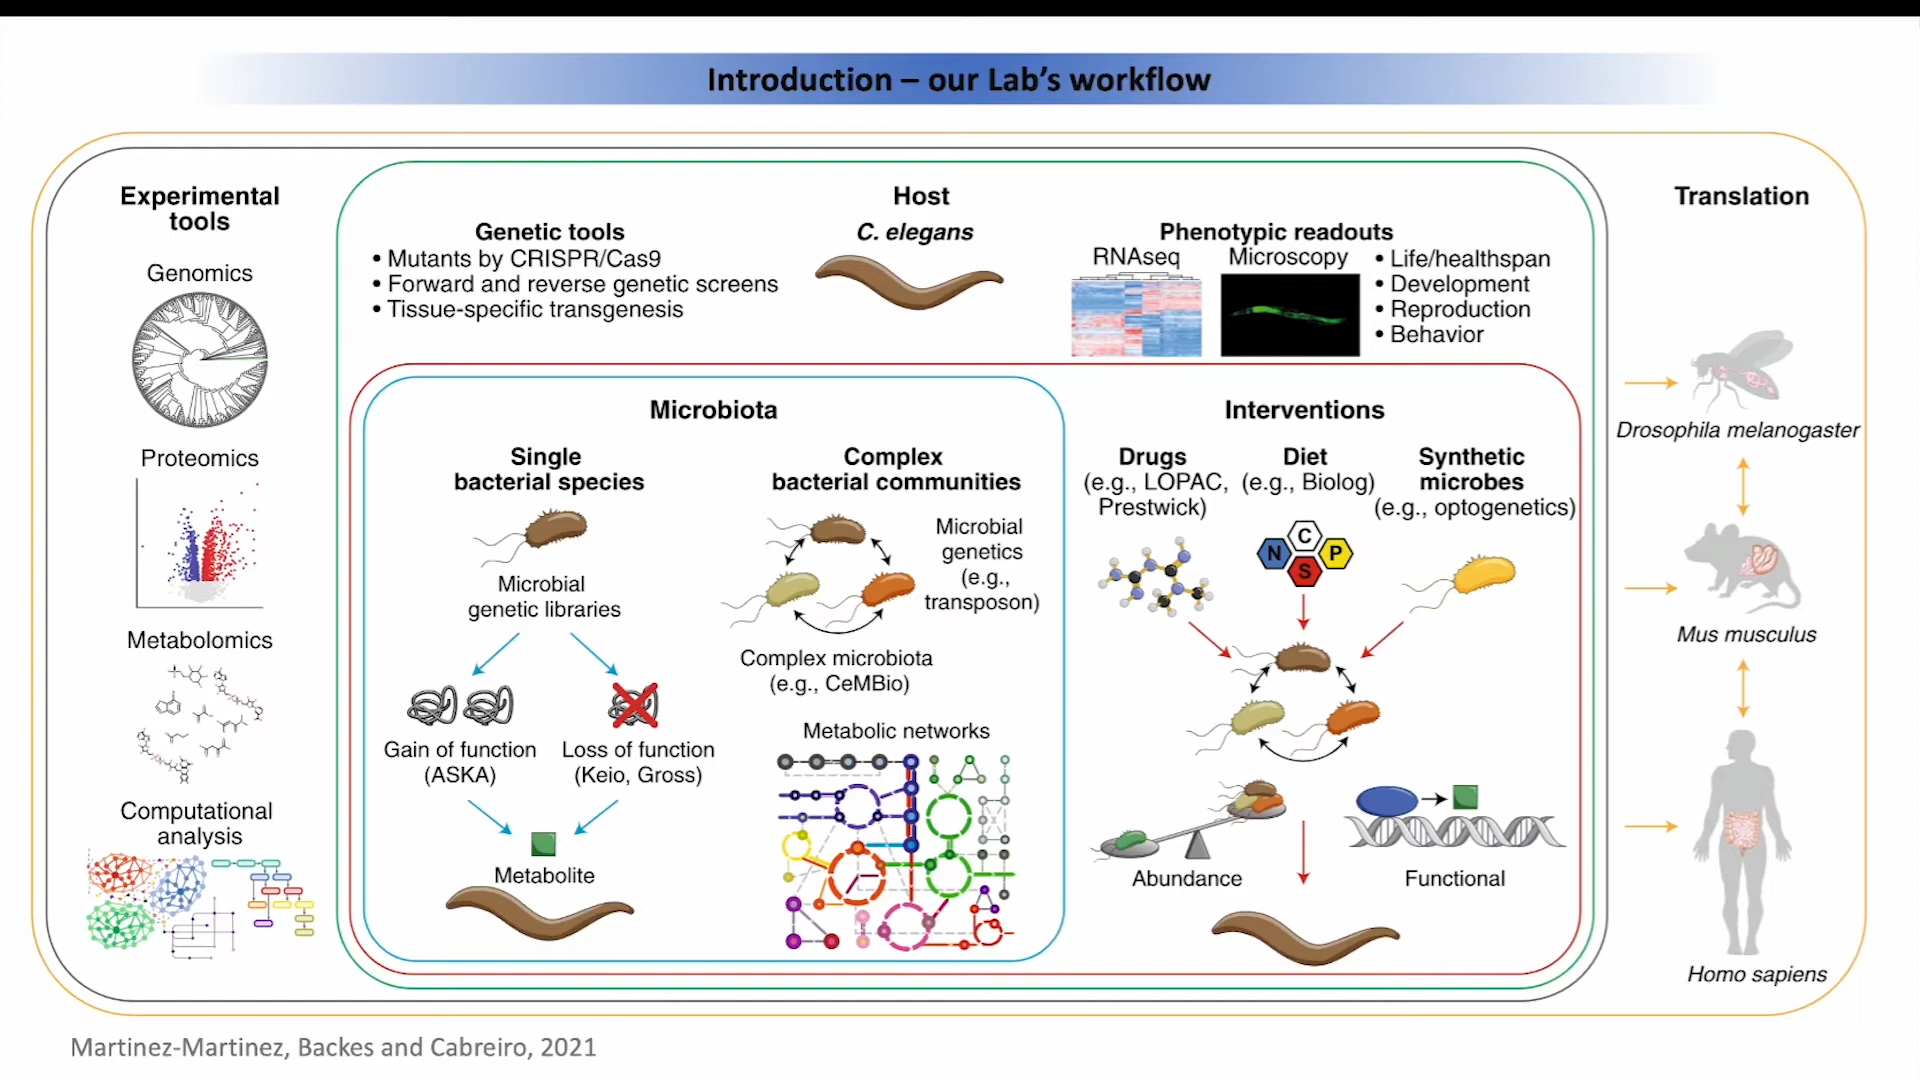 Introduction – our Lab's workflow
Experimental
tools
Genomics
Proteomics
Metabolomics
Computational
analysis
Host
Genetic tools
• Mutants by CRISPR/Cas9
• Forward and reverse genetic screens
• Tissue-specific transgenesis
C. elegans
Phenotypic readouts
RNAseq
Microscopy
• Life/healthspan
• Development
• Reproduction
• Behavior
Microbiota
Single
bacterial species
Microbial
genetic libraries
Gain of function
(ASKA)
Loss of function
(Keio, Gross)
Metabolite
Complex
bacterial communities
Microbial
genetics
(e.g.,
transposon)
Complex microbiota
(e.g., CeMBio)
Metabolic networks
Interventions
Drugs
(e.g., LOPAC,
Prestwick)
Diet
(e.g., Biolog)
C
N
P
S
Synthetic
microbes
(e.g., optogenetics)
Abundance
Functional
Translation
Drosophila melanogaster
Mus musculus
Homo sapiens
Martinez-Martinez, Backes and Cabreiro, 2021